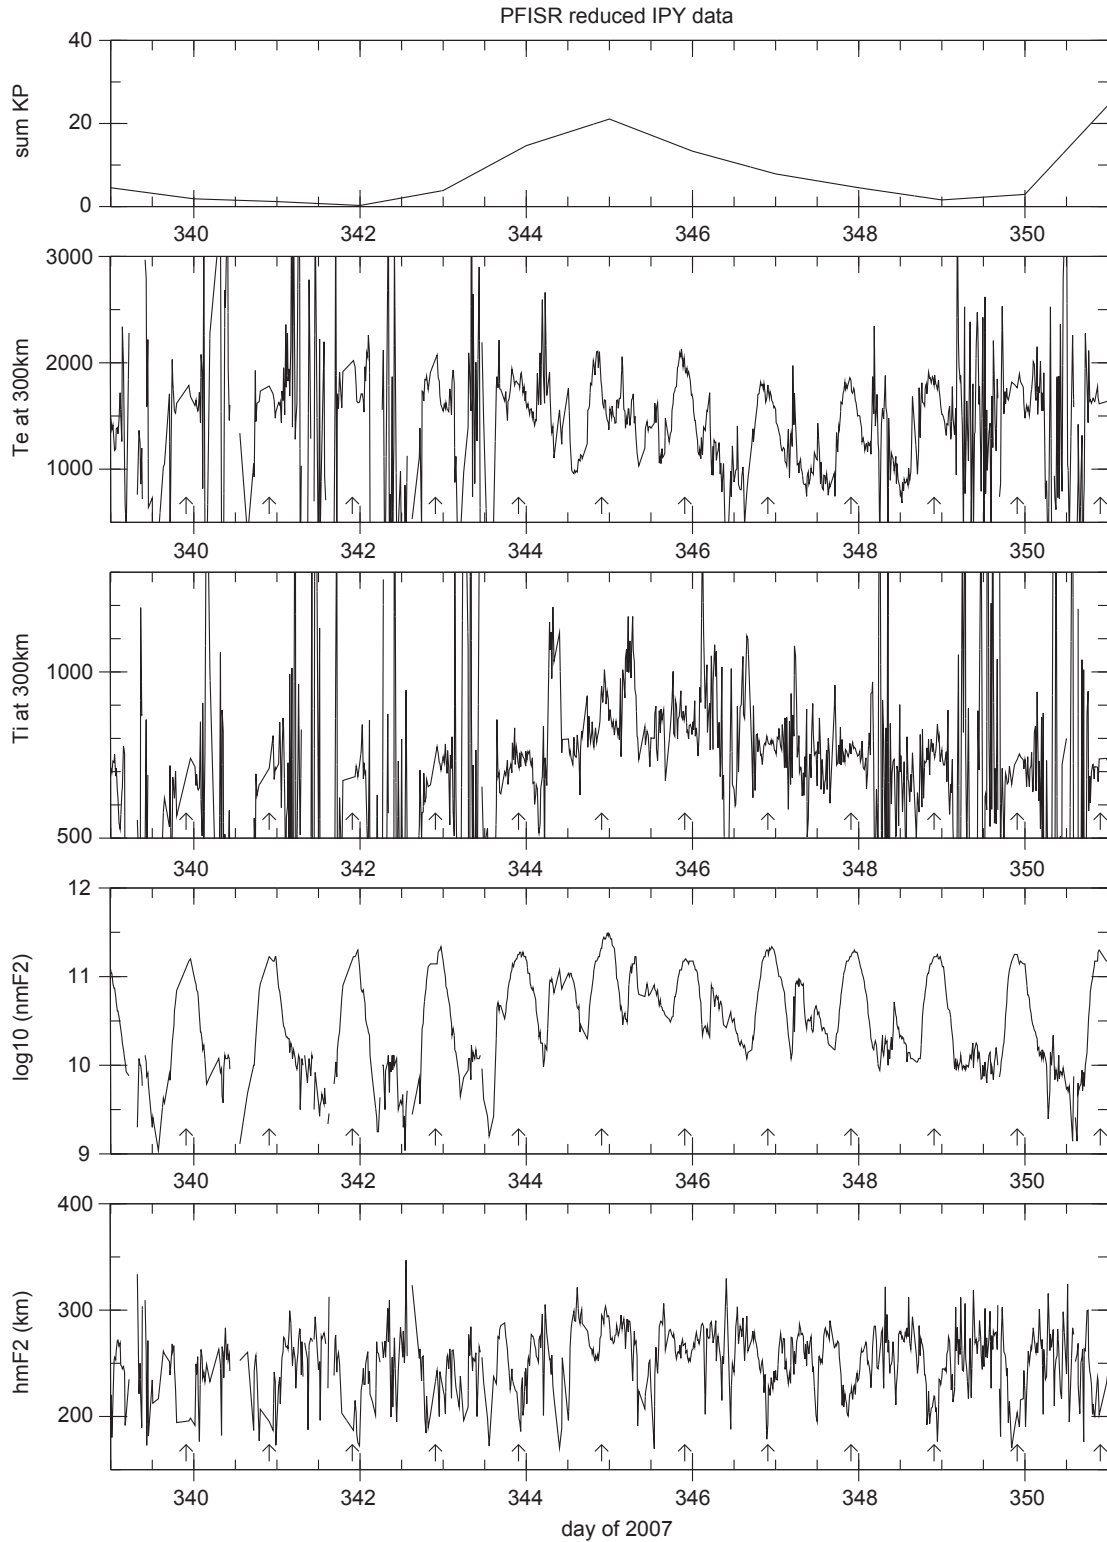 PFISR reduced IPY data
sum KP
40
20
0
340 342 344 346 348 350
Te at 300km
3000
2000
1000
340 342 344 346 348 350
Ti at 300km
1000
500
340 342 344 346 348 350
log10 (nmF2)
12
11
10
9
340 342 344 346 348 350
hmF2 (km)
400
300
200
340 342 344 346 348 350
day of 2007